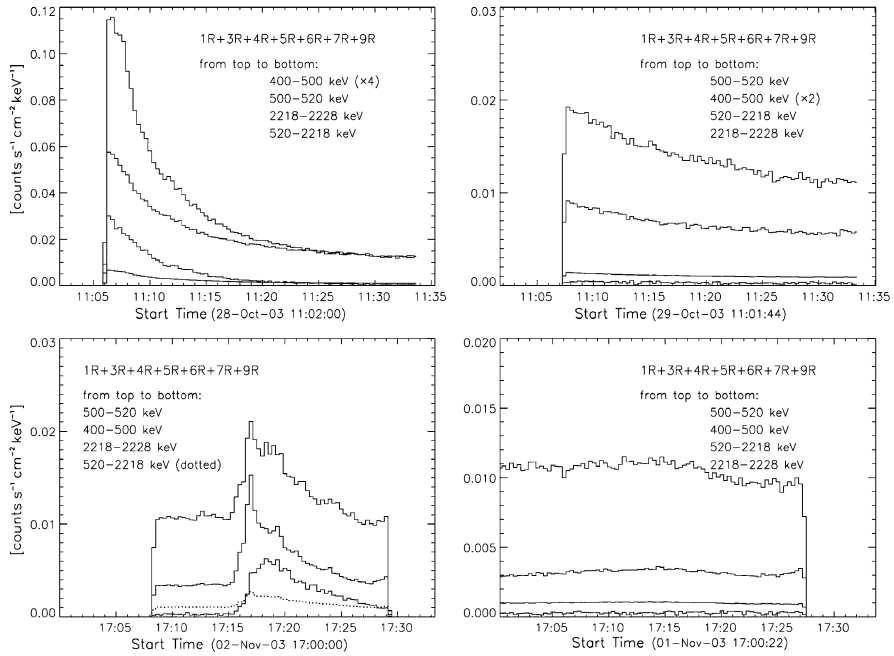 0.12
0.10
0.08
0.06
0.04
0.02
0.00
[counts s⁻¹ cm⁻² keV⁻¹]
1R+3R+4R+5R+6R+7R+9R
from top to bottom:
400−500 keV (×4)
500−520 keV
2218−2228 keV
520−2218 keV
11:05 11:10 11:15 11:20 11:25 11:30 11:35
Start Time (28−Oct−03 11:02:00)
0.03
0.02
0.01
0.00
1R+3R+4R+5R+6R+7R+9R
from top to bottom:
500−520 keV
400−500 keV (×2)
520−2218 keV
2218−2228 keV
11:05 11:10 11:15 11:20 11:25 11:30 11:35
Start Time (29−Oct−03 11:01:44)
0.03
0.02
0.01
0.00
[counts s⁻¹ cm⁻² keV⁻¹]
1R+3R+4R+5R+6R+7R+9R
from top to bottom:
500−520 keV
400−500 keV
2218−2228 keV
520−2218 keV (dotted)
17:05 17:10 17:15 17:20 17:25 17:30
Start Time (02−Nov−03 17:00:00)
0.020
0.015
0.010
0.005
0.000
1R+3R+4R+5R+6R+7R+9R
from top to bottom:
500−520 keV
400−500 keV
520−2218 keV
2218−2228 keV
17:05 17:10 17:15 17:20 17:25 17:30
Start Time (01−Nov−03 17:00:22)